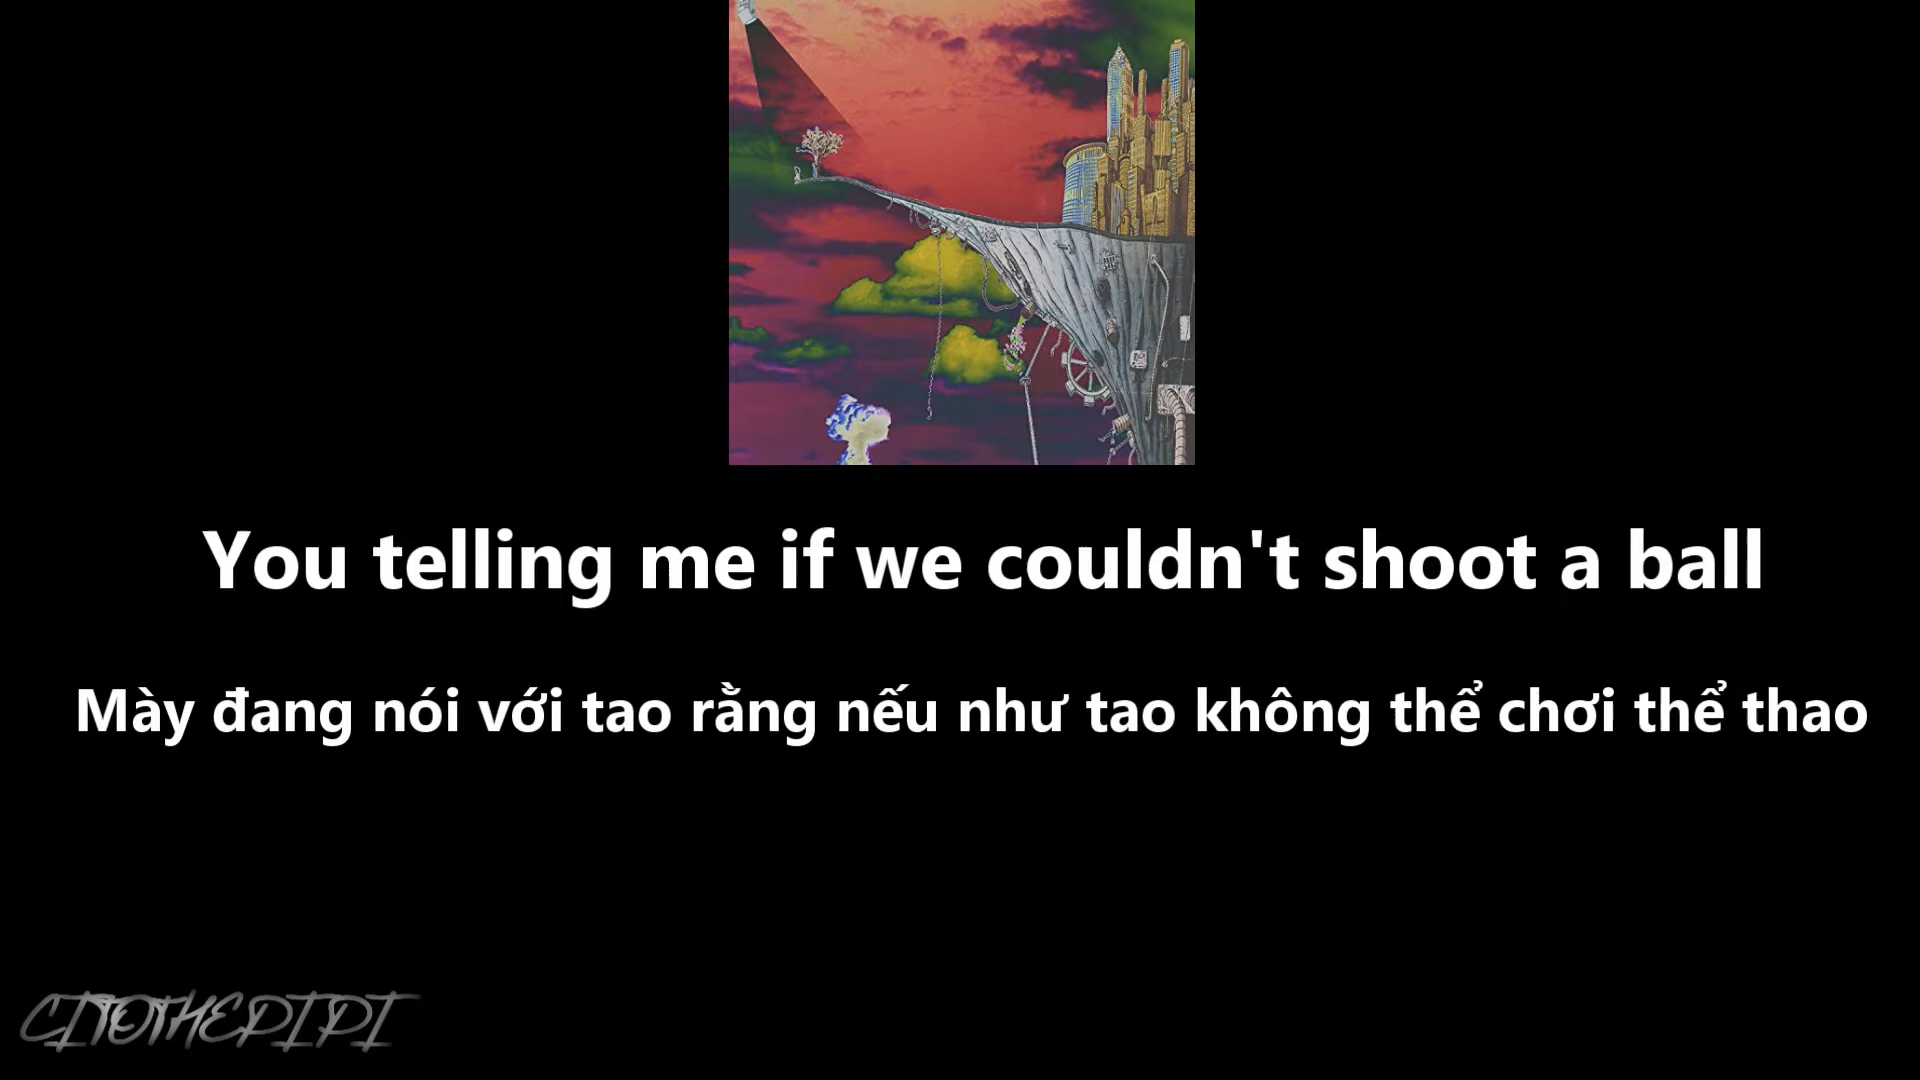 You telling me if we couldn't shoot a ball
Mày đang nói với tao rằng nếu như tao không thể chơi thể thao
CITOTHEPIPI